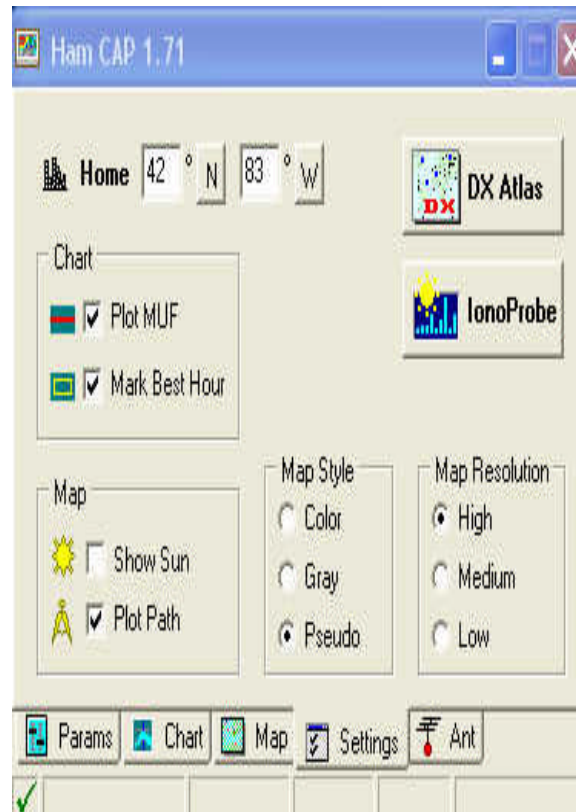 Ham CAP 1.71
Home 42 ° N 83 ° W
DX
DX Atlas
IonoProbe
Chart
Plot MUF
Mark Best Hour
Map
Show Sun
Plot Path
Map Style
Color
Gray
Pseudo
Map Resolution
High
Medium
Low
Params Chart Map Settings Ant